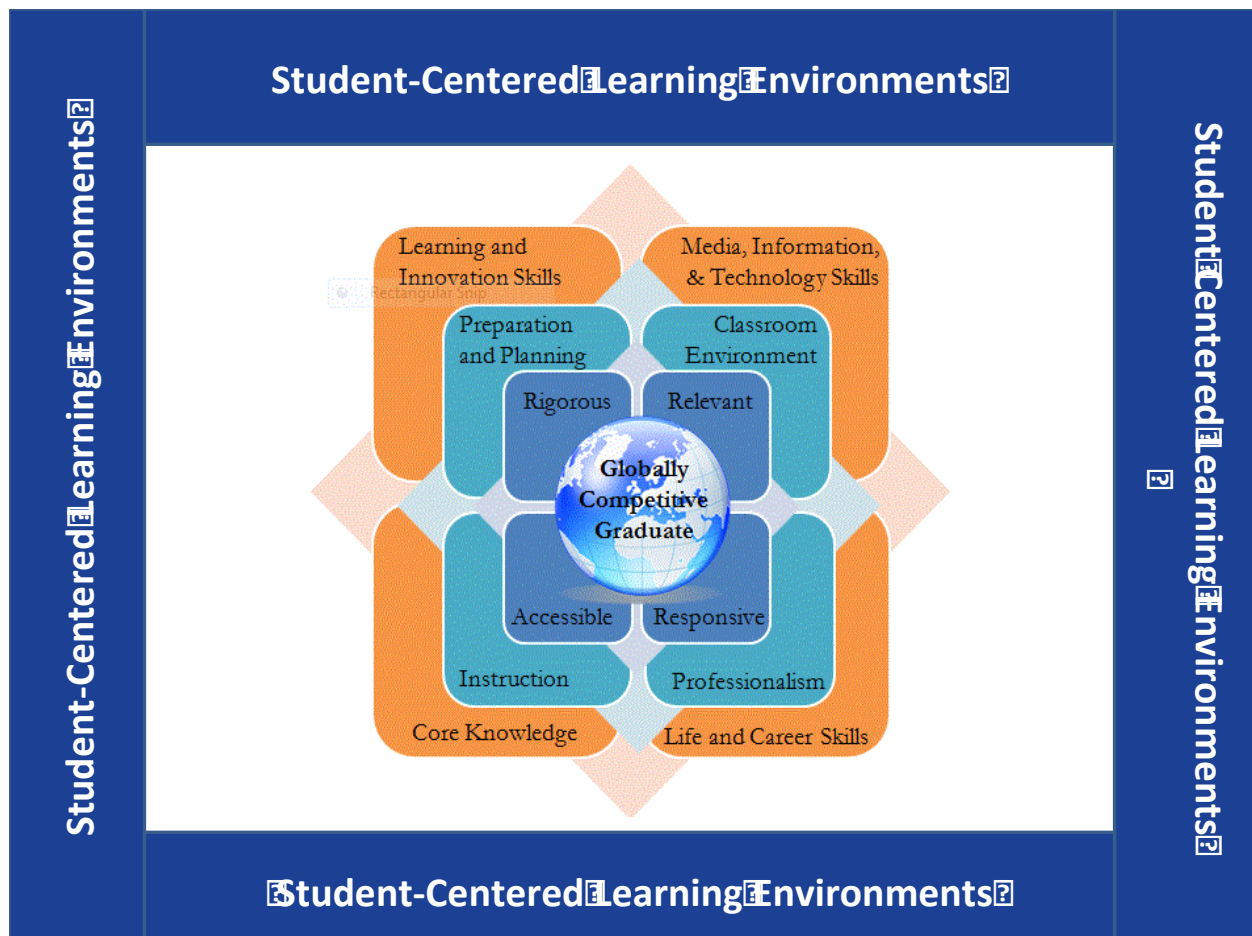 Student-Centered Learning Environments
Student-Centered Learning Environments
Student-Centered Learning Environments
Learning and
Innovation Skills
Media, Information,
& Technology Skills
Rectangular Snip
Preparation
and Planning
Classroom
Environment
Rigorous
Relevant
Globally
Competitive
Graduate
Accessible
Responsive
Instruction
Professionalism
Core Knowledge
Life and Career Skills
Student-Centered Learning Environments